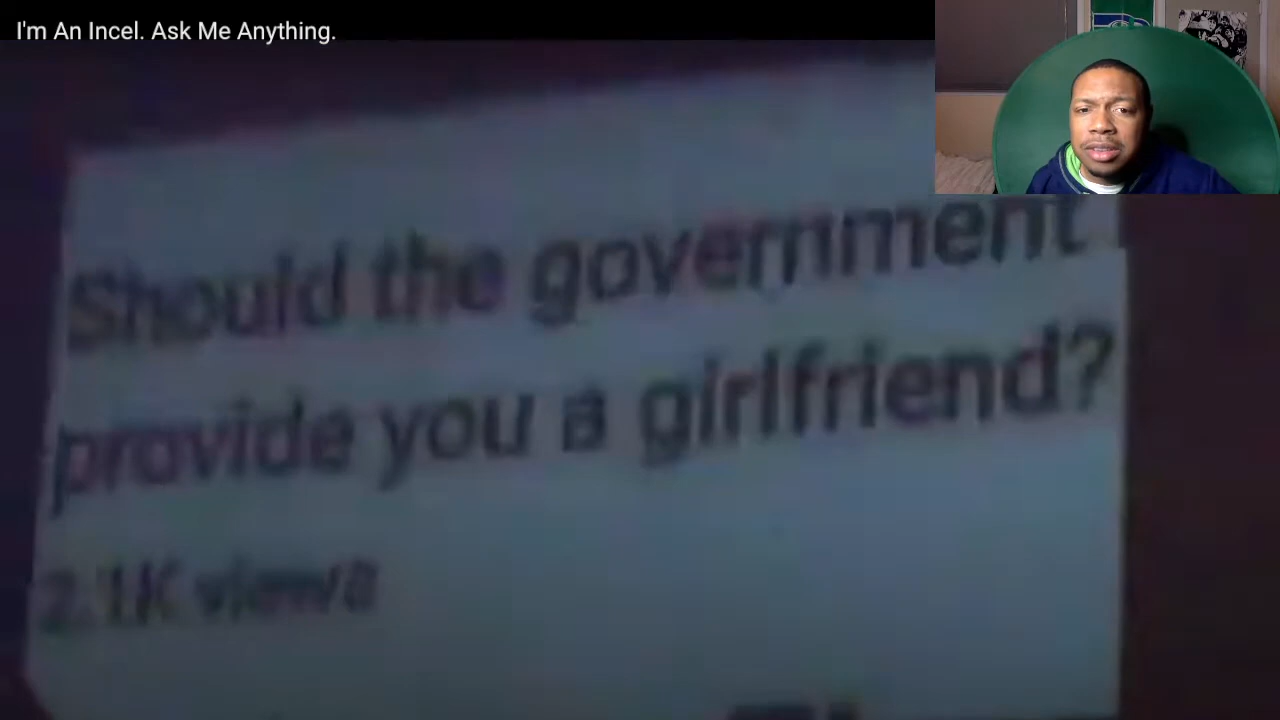 I'm An Incel. Ask Me Anything.
Should the government
provide you a girlfriend?
2.1K views